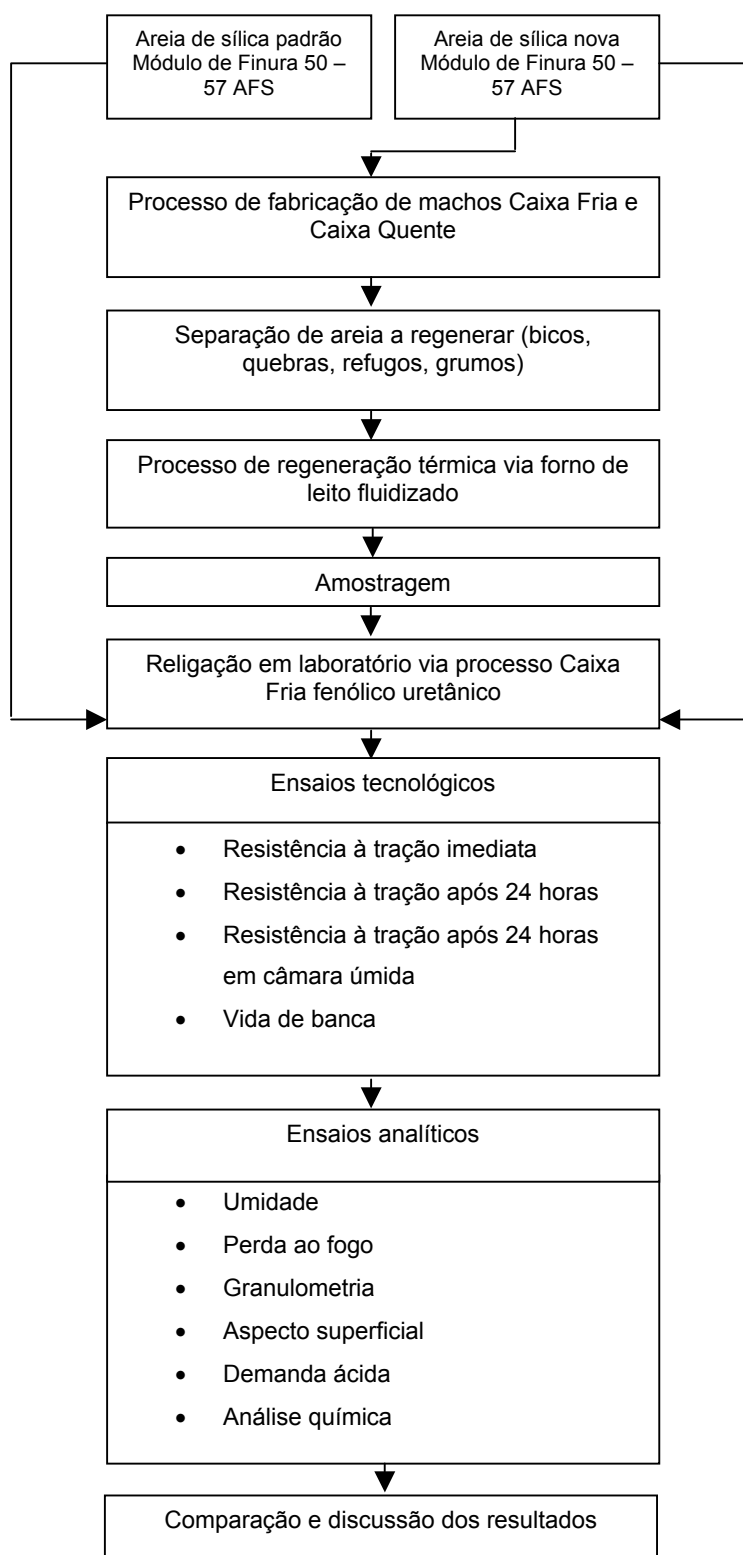 Areia de sílica padrão
Módulo de Finura 50 –
57 AFS
Areia de sílica nova
Módulo de Finura 50 –
57 AFS
Processo de fabricação de machos Caixa Fria e
Caixa Quente
Separação de areia a regenerar (bicos,
quebras, refugos, grumos)
Processo de regeneração térmica via forno de
leito fluidizado
Amostragem
Religação em laboratório via processo Caixa
Fria fenólico uretânico
Ensaios tecnológicos
• Resistência à tração imediata
• Resistência à tração após 24 horas
• Resistência à tração após 24 horas
em câmara úmida
• Vida de banca
Ensaios analíticos
• Umidade
• Perda ao fogo
• Granulometria
• Aspecto superficial
• Demanda ácida
• Análise química
Comparação e discussão dos resultados